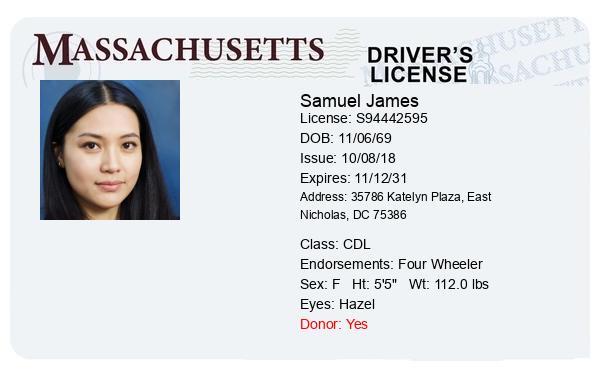 MASSACHUSETTS
DRIVER'S
LICENSE
Samuel James
License: S94442595
DOB: 11/06/69
Issue: 10/08/18
Expires: 11/12/31
Address: 35786 Katelyn Plaza, East
Nicholas, DC 75386
Class: CDL
Endorsements: Four Wheeler
Sex: F Ht: 5'5" Wt: 112.0 lbs
Eyes: Hazel
Donor: Yes